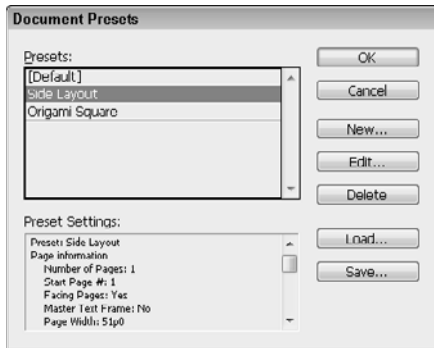 Document Presets
Presets:
[Default]
Side Layout
Origami Square
OK
Cancel
New...
Edit...
Delete
Load...
Save...
Preset Settings:
Preset: Side Layout
Page information
Number of Pages: 1
Start Page #: 1
Facing Pages: Yes
Master Text Frame: No
Page Width: 51p0